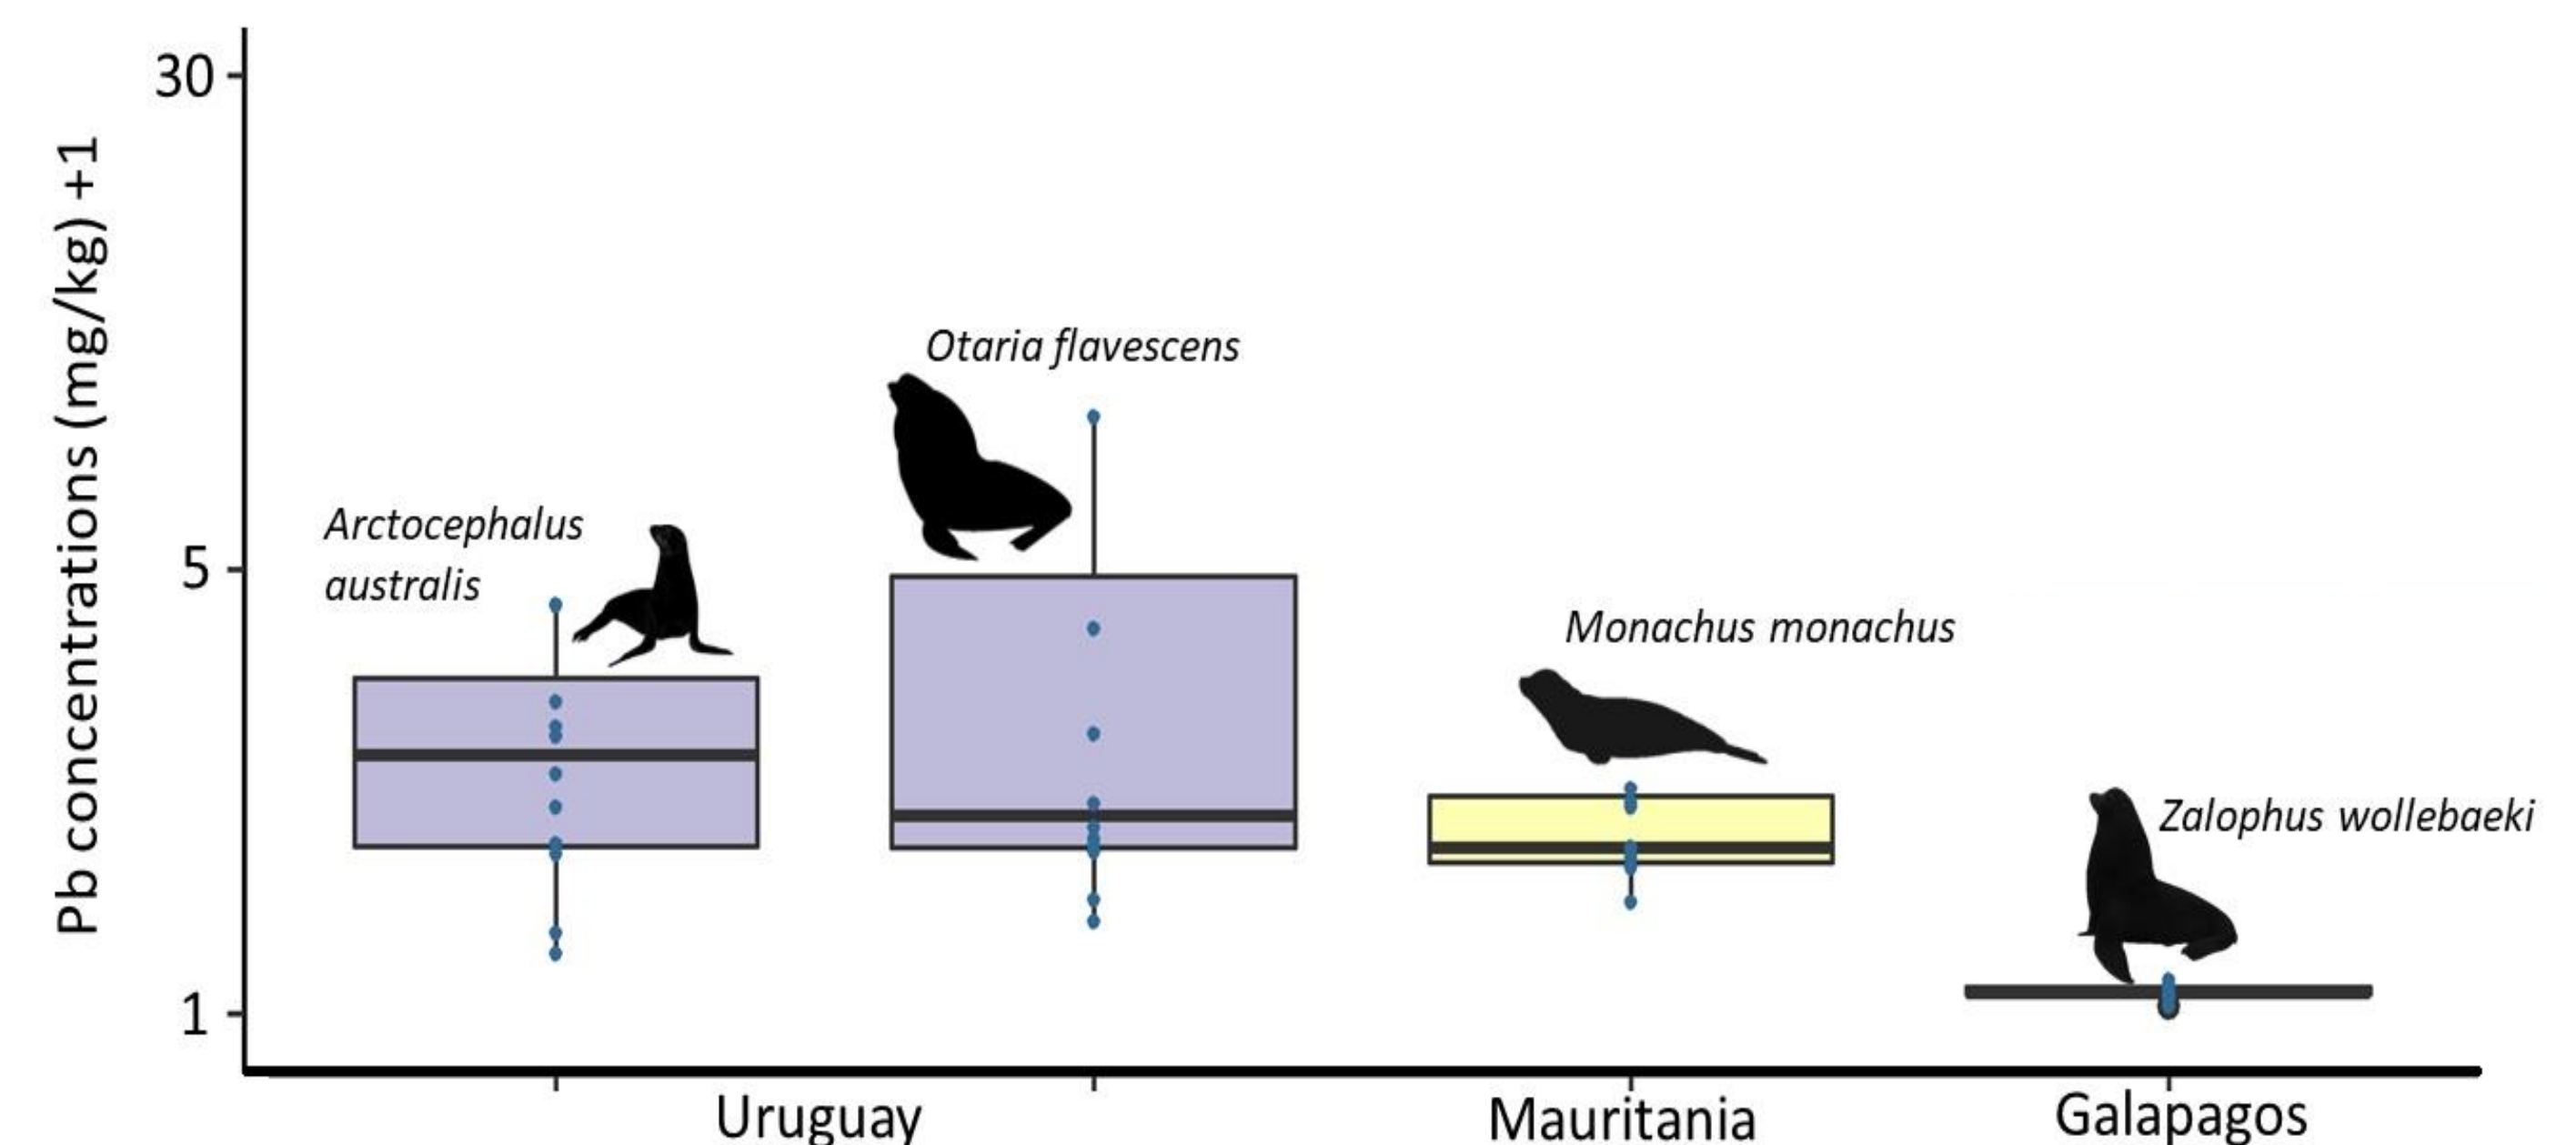 Pb concentrations (mg/kg) +1
30
5
1
Arctocephalus
australis
Otaria flavescens
Monachus monachus
Zalophus wollebaeki
Uruguay
Mauritania
Galapagos